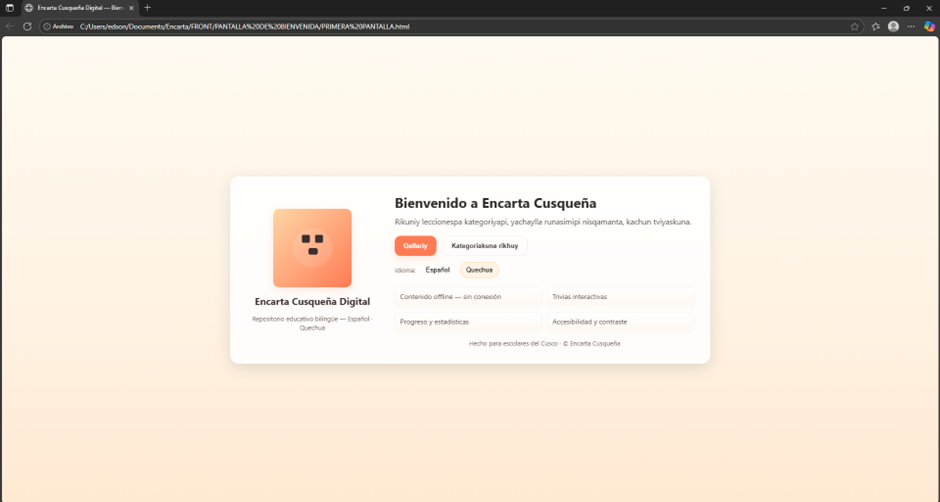 Encarta Cusqueña Digital — Bien
Archivo C:/Users/edson/Documents/Encarta/FRONT/PANTALLA%20DE%20BIENVENIDA/PRIMERA%20PANTALLA.html
Encarta Cusqueña Digital
Repositorio educativo bilingüe — Español ·
Quechua
Bienvenido a Encarta Cusqueña
Rikuniy leccionespa kategoriyapi, yachaylla runasimipi nisqamanta, kachun tviyaskuna.
Qallariy Kategoriakuna rikhuy
Idioma: Español Quechua
Contenido offline — sin conexión Trivias interactivas
Progreso y estadísticas Accesibilidad y contraste
Hecho para escolares del Cusco · © Encarta Cusqueña